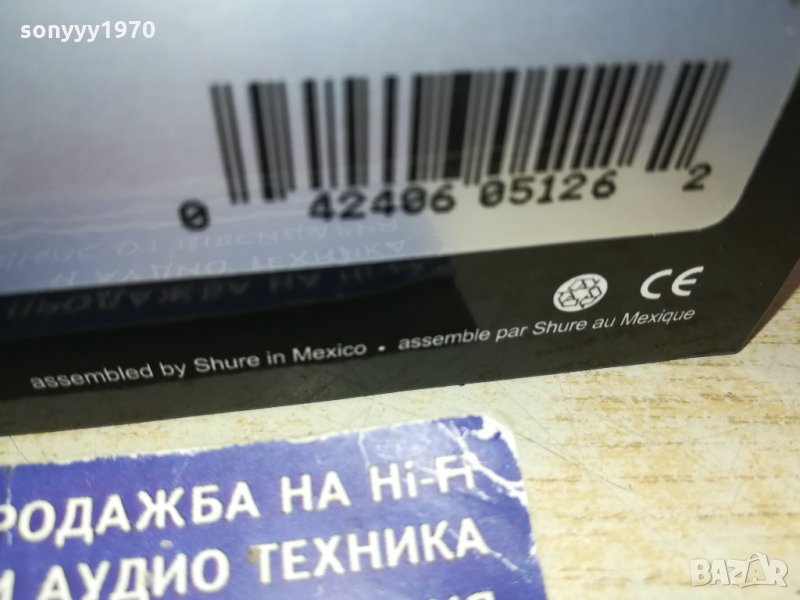 sonyyy1970
0 42406 05126 2
CE
assembled by Shure in Mexico • assemble par Shure au Mexique
РОДАЖБА НА Hi-Fi
И АУДИО ТЕХНИКА
BAZAR